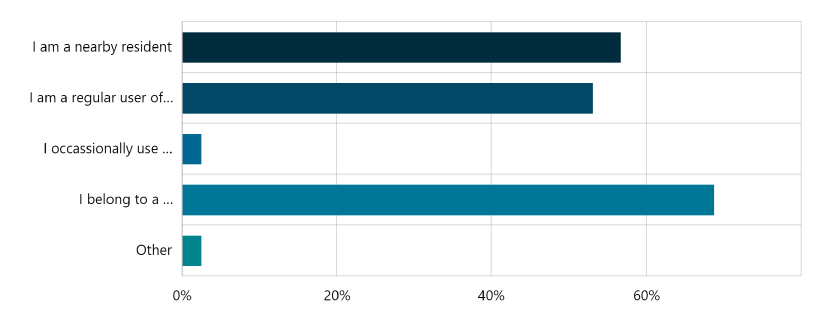 I am a nearby resident
I am a regular user of...
I occassionally use ...
I belong to a ...
Other
0% 20% 40% 60%